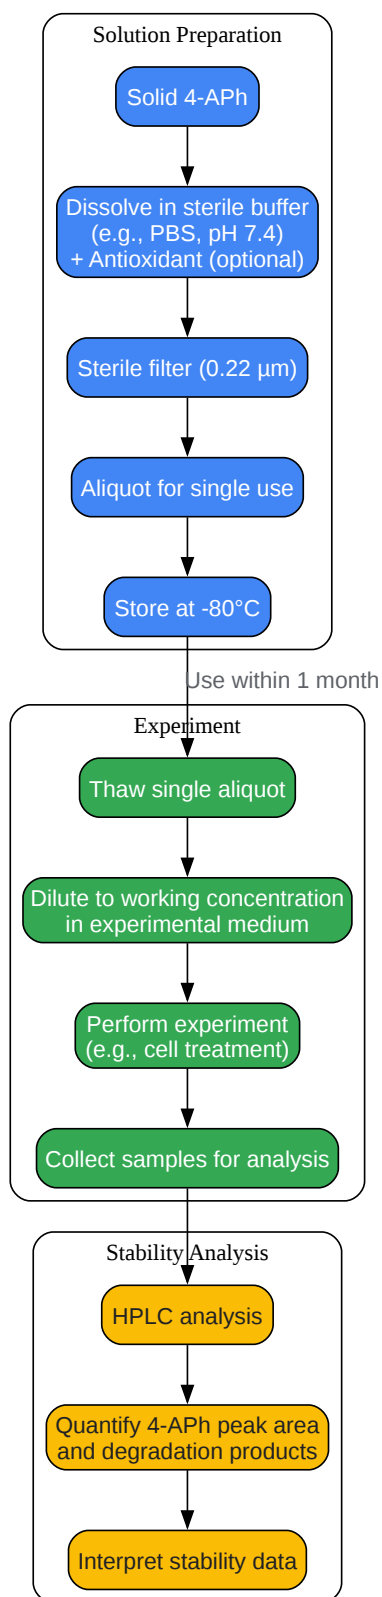 Solution Preparation
Solid 4-APh
Dissolve in sterile buffer
(e.g., PBS, pH 7.4)
+ Antioxidant (optional)
Sterile filter (0.22 µm)
Aliquot for single use
Store at -80°C
Use within 1 month
Experiment
Thaw single aliquot
Dilute to working concentration
in experimental medium
Perform experiment
(e.g., cell treatment)
Collect samples for analysis
Stability Analysis
HPLC analysis
Quantify 4-APh peak area
and degradation products
Interpret stability data